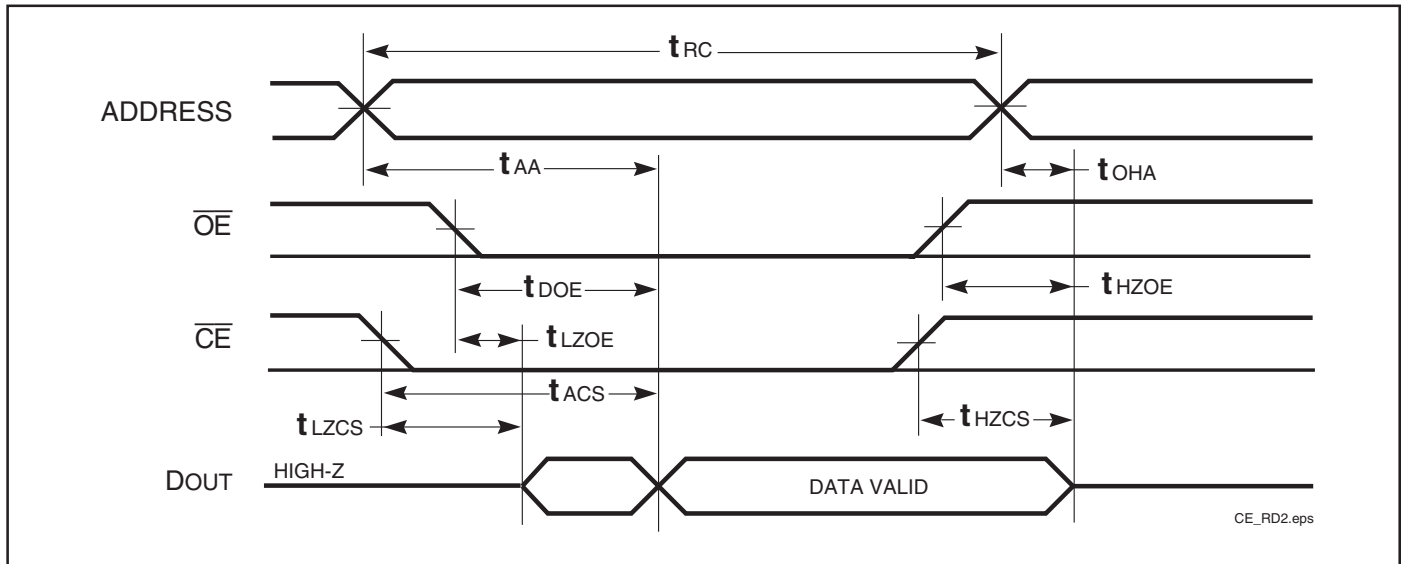 tRC
ADDRESS
tAA
tOHA
OE
tDOE
tHZOE
CE
tLZOE
tACS
tLZCS
tHZCS
DOUT
HIGH-Z
DATA VALID
CE_RD2.eps